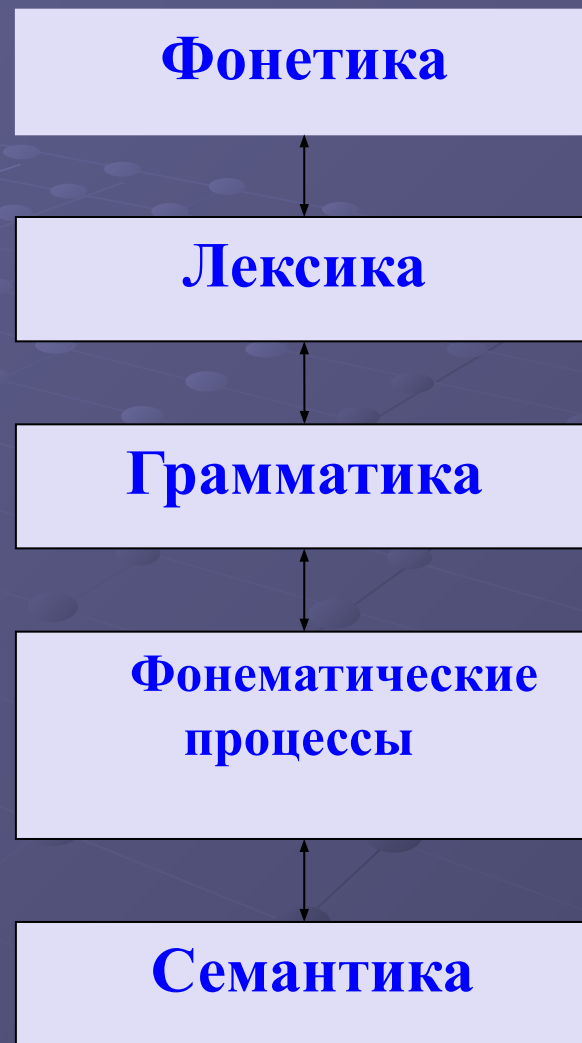 Фонетика
Лексика
Грамматика
Фонематические
процессы
Семантика